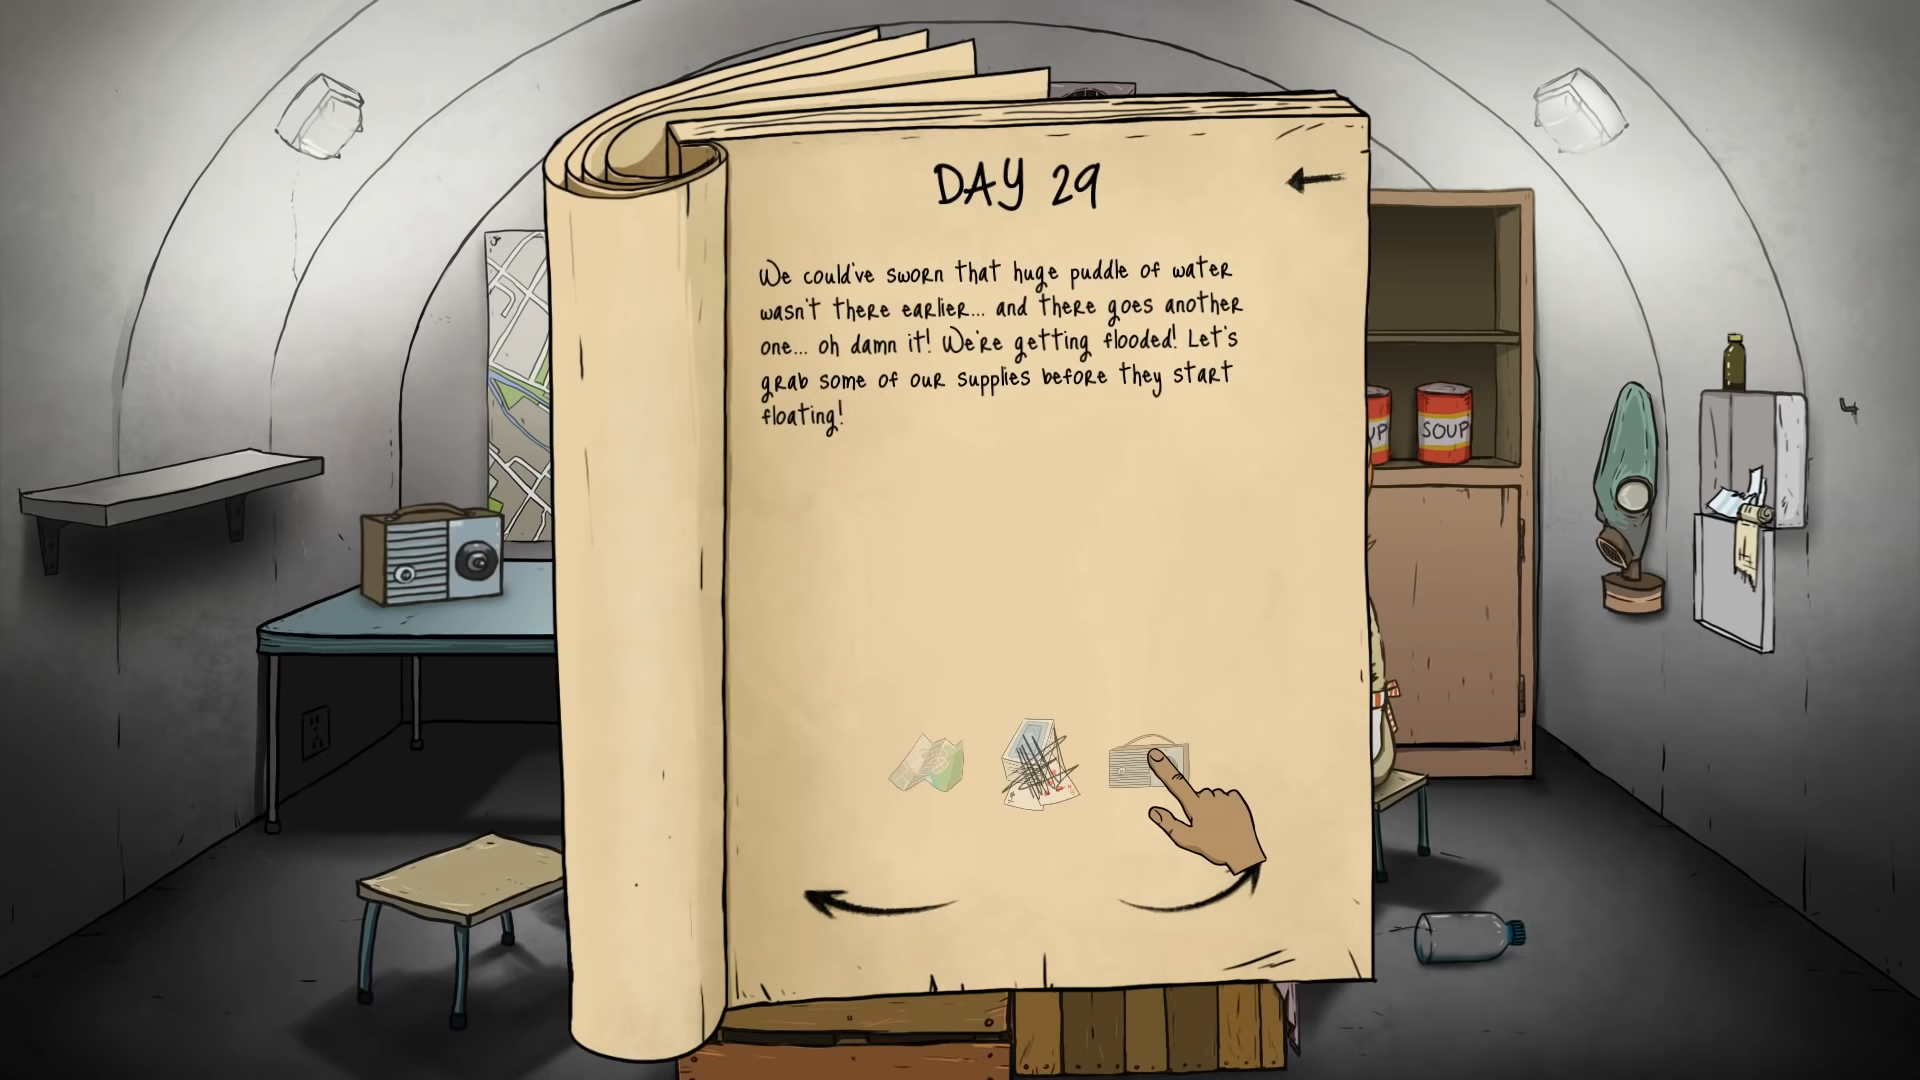 DAY 29
We could've sworn that huge puddle of water
wasn't there earlier... and there goes another
one... oh damn it! We're getting flooded! Let's
grab some of our supplies before they start
floating!
UP
SOUP